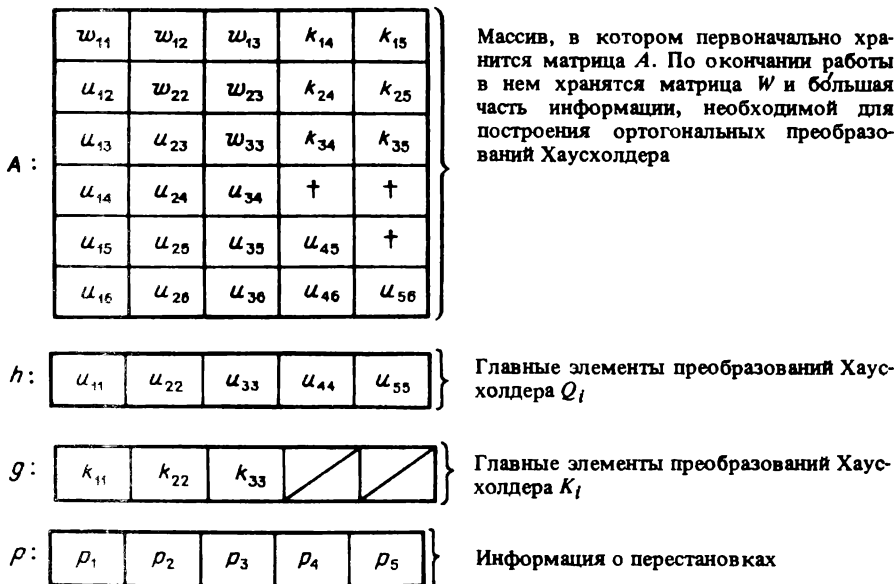 A:
w₁₁ w₁₂ w₁₃ k₁₄ k₁₅
u₁₂ w₂₂ w₂₃ k₂₄ k₂₅
u₁₃ u₂₃ w₃₃ k₃₄ k₃₅
u₁₄ u₂₄ u₃₄ † †
u₁₅ u₂₅ u₃₅ u₄₅ †
u₁₆ u₂₆ u₃₆ u₄₆ u₅₆
Массив, в котором первоначально хра-
нится матрица A. По окончании работы
в нем хранятся матрица W и бо́льшая
часть информации, необходимой для
построения ортогональных преобразо-
ваний Хаусхолдера
h: u₁₁ u₂₂ u₃₃ u₄₄ u₅₅
Главные элементы преобразований Хаус-
холдера Qᵢ
g: k₁₁ k₂₂ k₃₃
Главные элементы преобразований Хаус-
холдера Kᵢ
p: p₁ p₂ p₃ p₄ p₅
Информация о перестановках